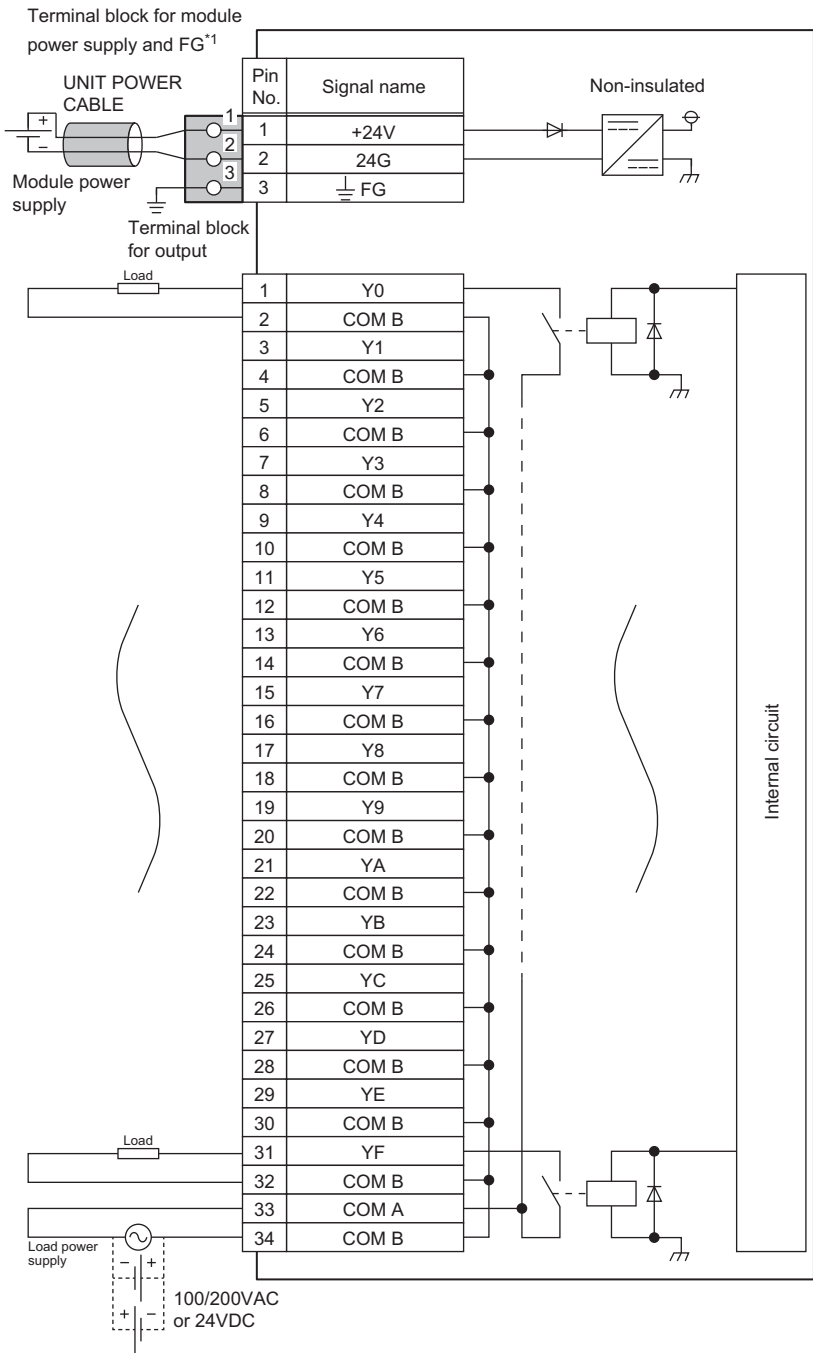 Terminal block for module
power supply and FG*1
UNIT POWER
CABLE
+
−
Module power
supply
1
2
3
Terminal block
for output
Pin
No.
Signal name
1 +24V
2 24G
3 FG
Non-insulated
Load
1 Y0
2 COM B
3 Y1
4 COM B
5 Y2
6 COM B
7 Y3
8 COM B
9 Y4
10 COM B
11 Y5
12 COM B
13 Y6
14 COM B
15 Y7
16 COM B
17 Y8
18 COM B
19 Y9
20 COM B
21 YA
22 COM B
23 YB
24 COM B
25 YC
26 COM B
27 YD
28 COM B
29 YE
30 COM B
Load
31 YF
32 COM B
33 COM A
34 COM B
Internal circuit
Load power
supply
− +
+ −
100/200VAC
or 24VDC